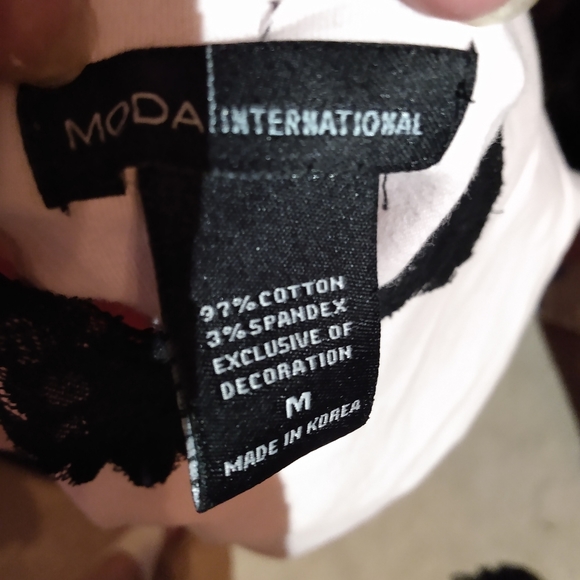 MODA INTERNATIONAL
97% COTTON
3% SPANDEX
EXCLUSIVE OF
DECORATION
M
MADE IN KOREA